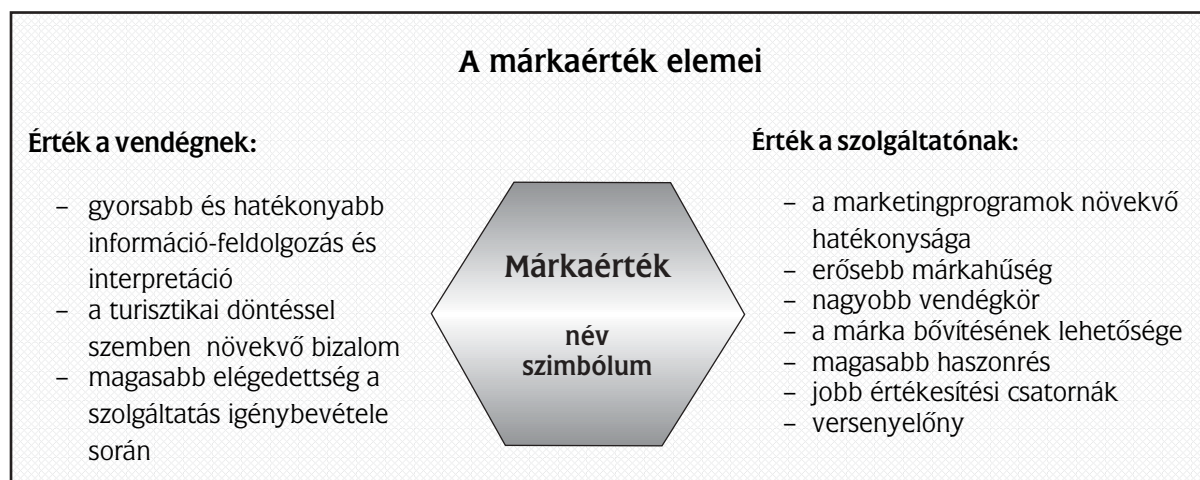 A márkaérték elemei
Érték a vendégnek:
– gyorsabb és hatékonyabb
információ-feldolgozás és
interpretáció
– a turisztikai döntéssel
szemben növekvő bizalom
– magasabb elégedettség a
szolgáltatás igénybevétele
során
Márkaérték
név
szimbólum
Érték a szolgáltatónak:
– a marketingprogramok növekvő
hatékonysága
– erősebb márkahűség
– nagyobb vendégkör
– a márka bővítésének lehetősége
– magasabb haszonrés
– jobb értékesítési csatornák
– versenyelőny